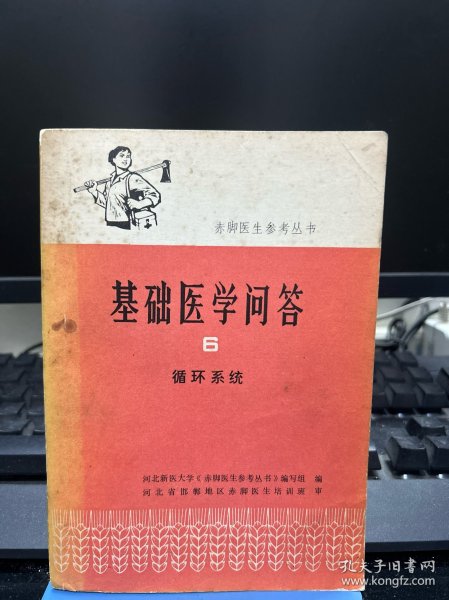 赤脚医生参考丛书
基础医学问答
6
循环系统
河北新医大学《赤脚医生参考丛书》编写组 编
河北省邯郸地区赤脚医生培训班 审
孔夫子旧书网
www.kongfz.com